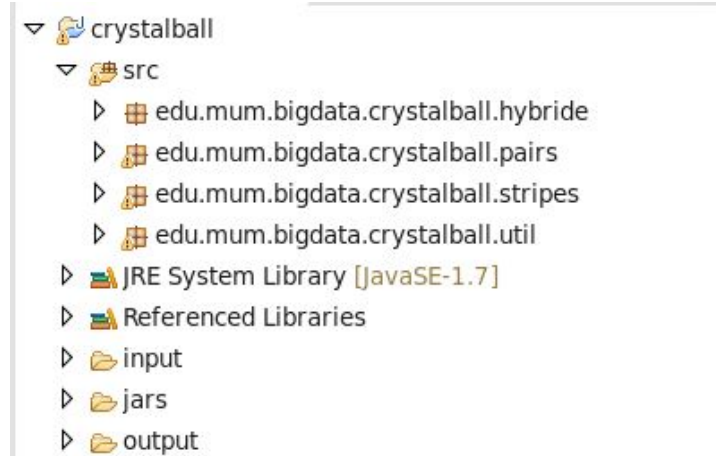 crystalball
src
edu.mum.bigdata.crystalball.hybride
edu.mum.bigdata.crystalball.pairs
edu.mum.bigdata.crystalball.stripes
edu.mum.bigdata.crystalball.util
JRE System Library [JavaSE-1.7]
Referenced Libraries
input
jars
output